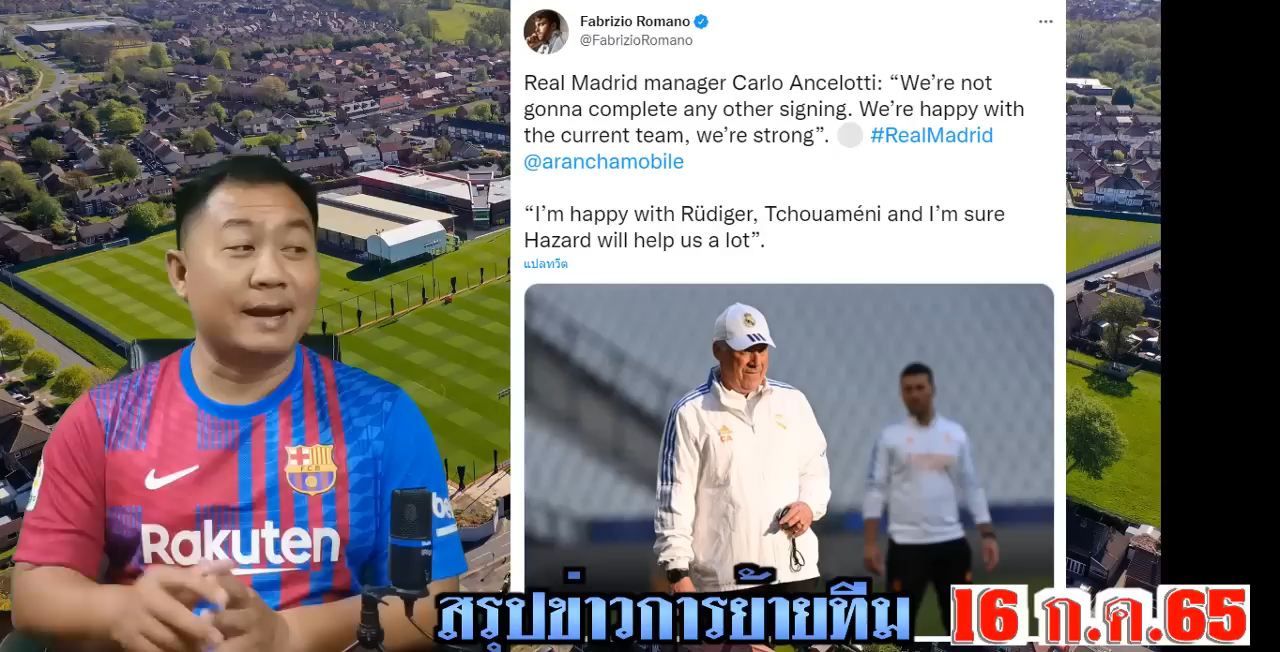 Fabrizio Romano
@FabrizioRomano
Real Madrid manager Carlo Ancelotti: “We’re not
gonna complete any other signing. We’re happy with
the current team, we’re strong”. #RealMadrid
@aranchamobile
“I’m happy with Rüdiger, Tchouaméni and I’m sure
Hazard will help us a lot”.
แปลทวีต
FCB
Rakuten
be
CA
สรุปข่าวการย้ายทีม 16 ก.ค.65